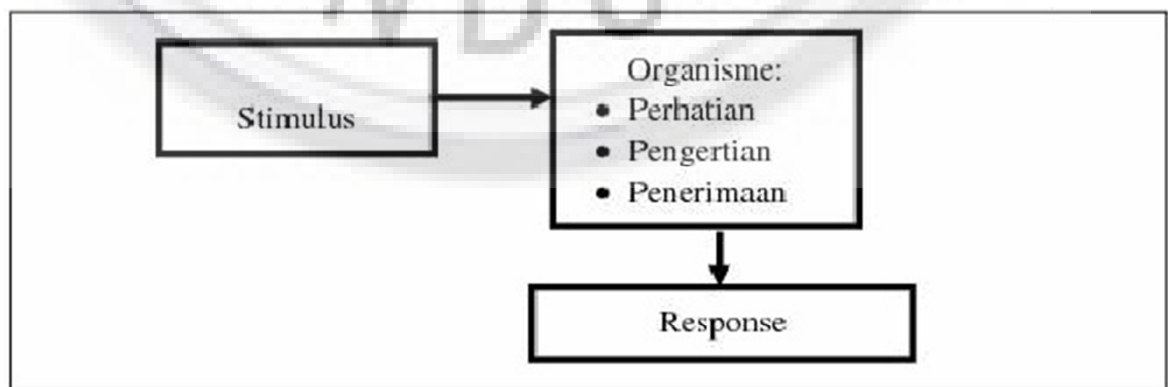 Stimulus
Organisme:
• Perhatian
• Pengertian
• Penerimaan
Response